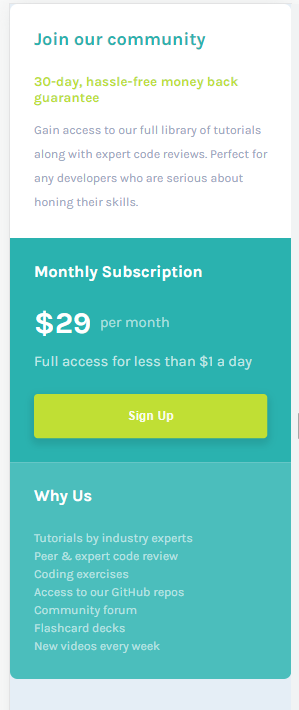 Join our community
30-day, hassle-free money back
guarantee
Gain access to our full library of tutorials
along with expert code reviews. Perfect for
any developers who are serious about
honing their skills.
Monthly Subscription
$29 per month
Full access for less than $1 a day
Sign Up
Why Us
Tutorials by industry experts
Peer & expert code review
Coding exercises
Access to our GitHub repos
Community forum
Flashcard decks
New videos every week